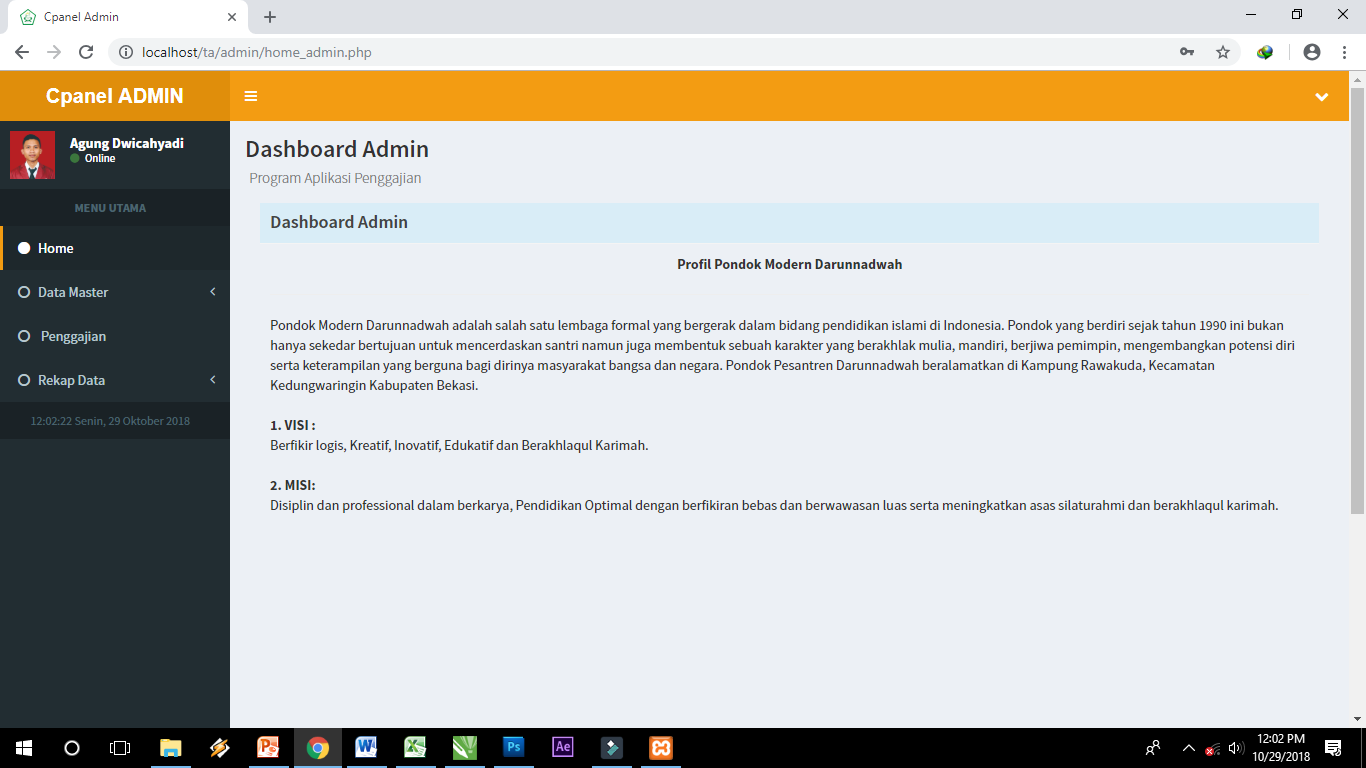 Cpanel Admin
localhost/ta/admin/home_admin.php
Cpanel ADMIN
Agung Dwicahyadi
Online
MENU UTAMA
Home
Data Master
Penggajian
Rekap Data
12:02:22 Senin, 29 Oktober 2018
Dashboard Admin
Program Aplikasi Penggajian
Dashboard Admin
Profil Pondok Modern Darunnadwah
Pondok Modern Darunnadwah adalah salah satu lembaga formal yang bergerak dalam bidang pendidikan islami di Indonesia. Pondok yang berdiri sejak tahun 1990 ini bukan
hanya sekedar bertujuan untuk mencerdaskan santri namun juga membentuk sebuah karakter yang berakhlak mulia, mandiri, berjiwa pemimpin, mengembangkan potensi diri
serta keterampilan yang berguna bagi dirinya masyarakat bangsa dan negara. Pondok Pesantren Darunnadwah beralamatkan di Kampung Rawakuda, Kecamatan
Kedungwaringin Kabupaten Bekasi.
1. VISI :
Berfikir logis, Kreatif, Inovatif, Edukatif dan Berakhlaqul Karimah.
2. MISI:
Disiplin dan professional dalam berkarya, Pendidikan Optimal dengan berfikiran bebas dan berwawasan luas serta meningkatkan asas silaturahmi dan berakhlaqul karimah.
Ps
Ae
12:02 PM
10/29/2018